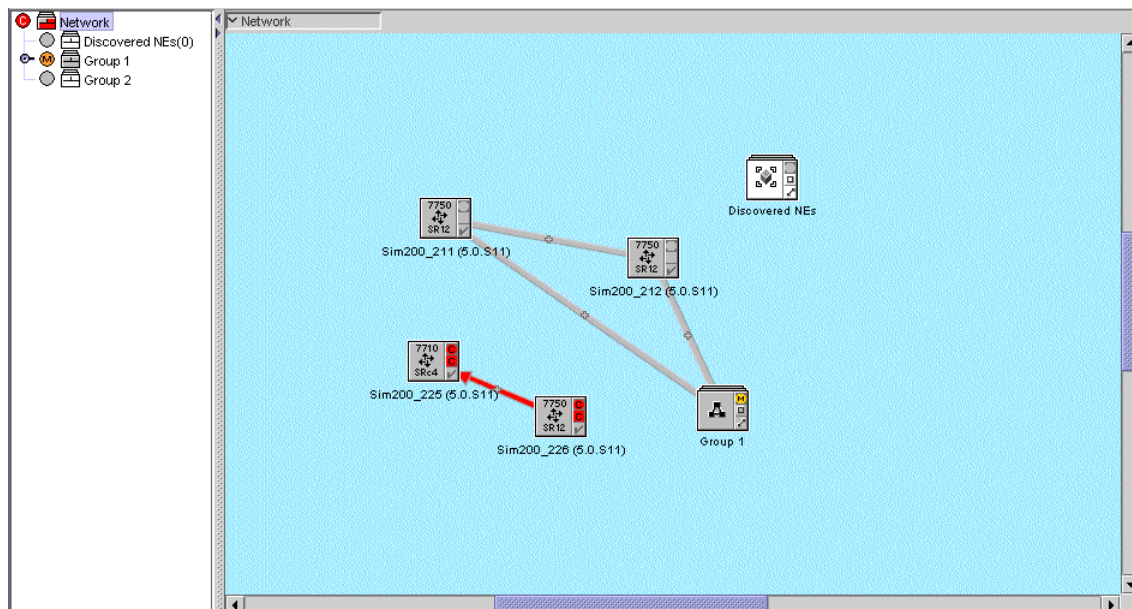 C Network
Discovered NEs(0)
M Group 1
Group 2
Network
Discovered NEs
7750
SR12
Sim200_211 (5.0.S11)
7750
SR12
Sim200_212 (5.0.S11)
7710 C
C
SRc4
Sim200_225 (5.0.S11)
7750 C
C
SR12
Sim200_226 (5.0.S11)
M
Group 1